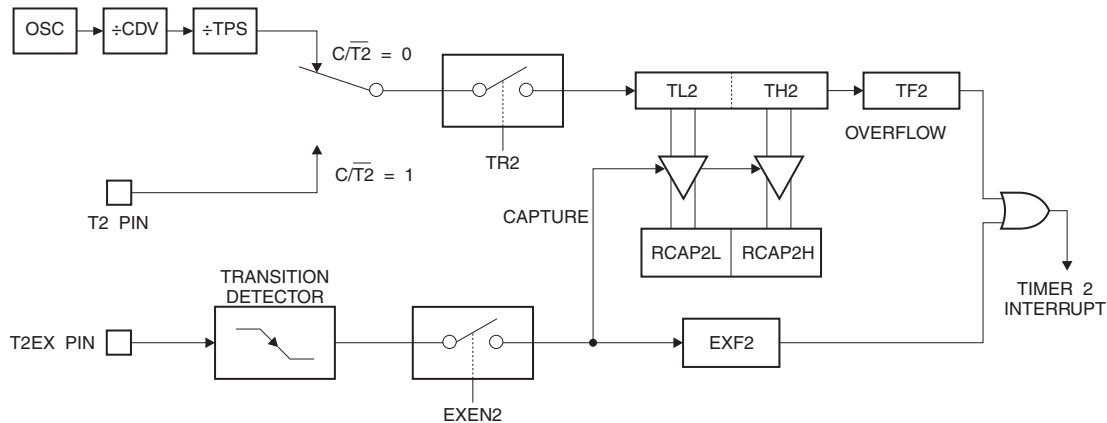 OSC ÷CDV ÷TPS
C/T2̅ = 0
TL2 TH2 TF2
OVERFLOW
TR2
C/T2̅ = 1
T2 PIN
CAPTURE
RCAP2L RCAP2H
TRANSITION
DETECTOR
TIMER 2
INTERRUPT
T2EX PIN
EXF2
EXEN2